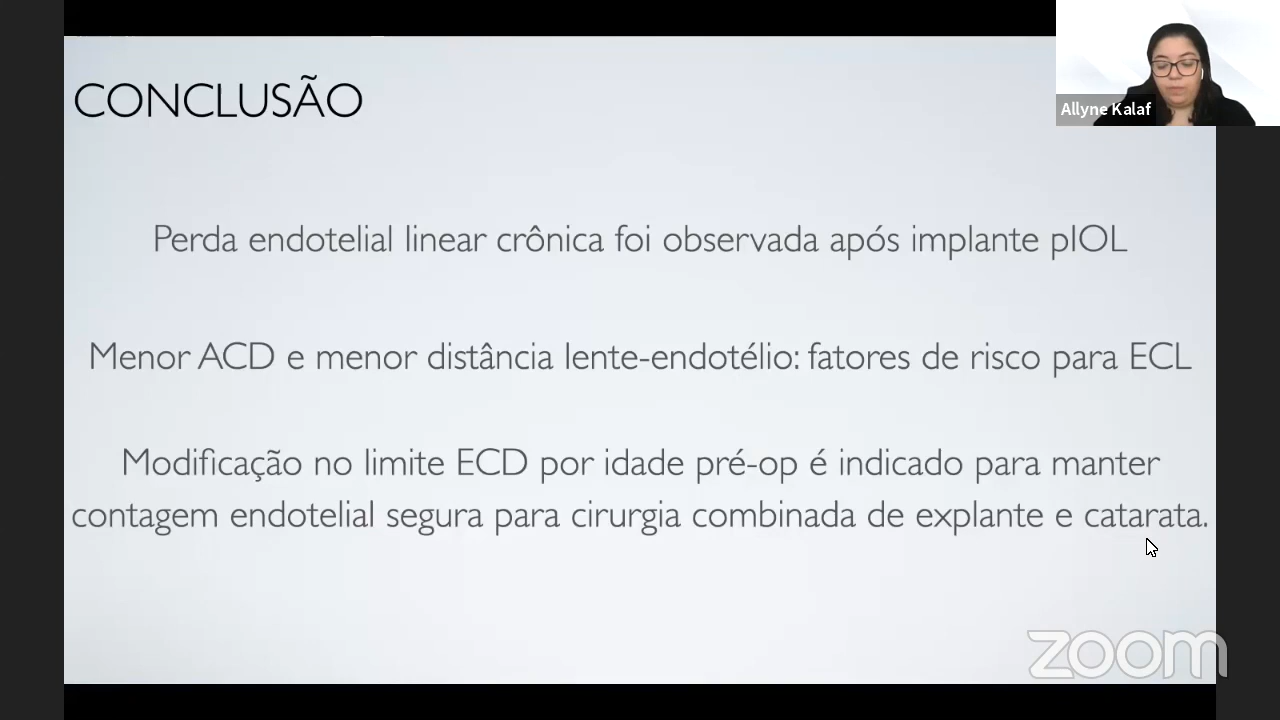 CONCLUSÃO
Allyne Kalaf
Perda endotelial linear crônica foi observada após implante pIOL
Menor ACD e menor distância lente-endotélio: fatores de risco para ECL
Modificação no limite ECD por idade pré-op é indicado para manter
contagem endotelial segura para cirurgia combinada de explante e catarata.
zoom